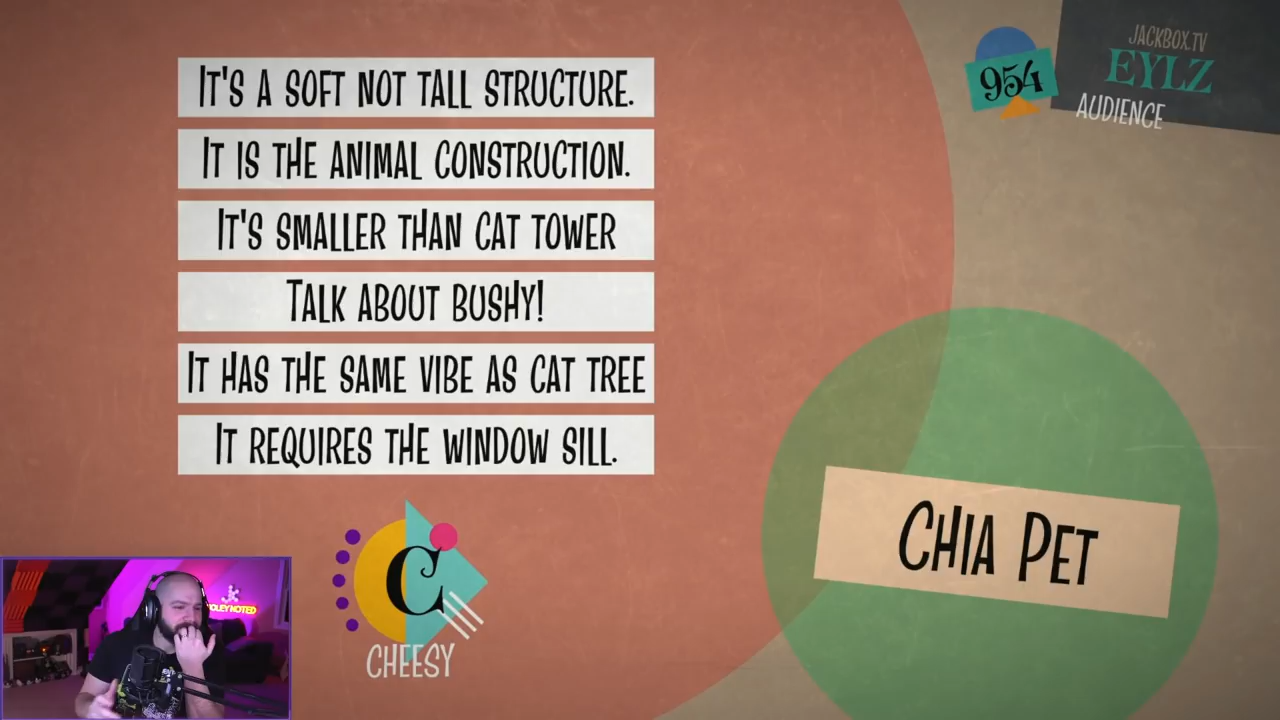 It's a soft not tall structure.
It is the animal construction.
It's smaller than cat tower
Talk about bushy!
It has the same vibe as cat tree
It requires the window sill.
954
JACKBOX.TV
EYLZ
AUDIENCE
Chia Pet
C
CHEESY